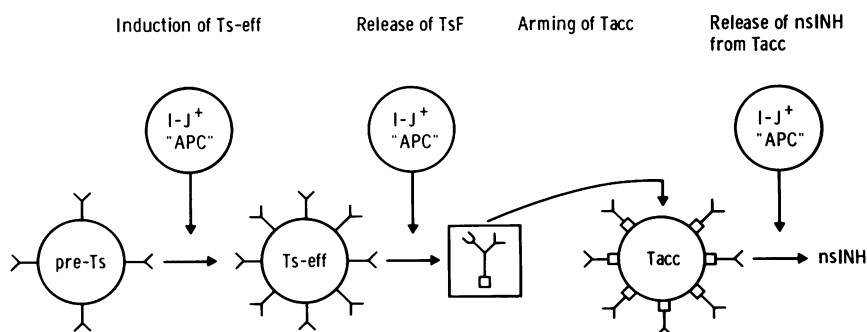 Induction of Ts-eff
Release of TsF
Arming of Tacc
Release of nsINH
from Tacc
I-J+
"APC"
I-J+
"APC"
I-J+
"APC"
pre-Ts
Ts-eff
Tacc
nsINH